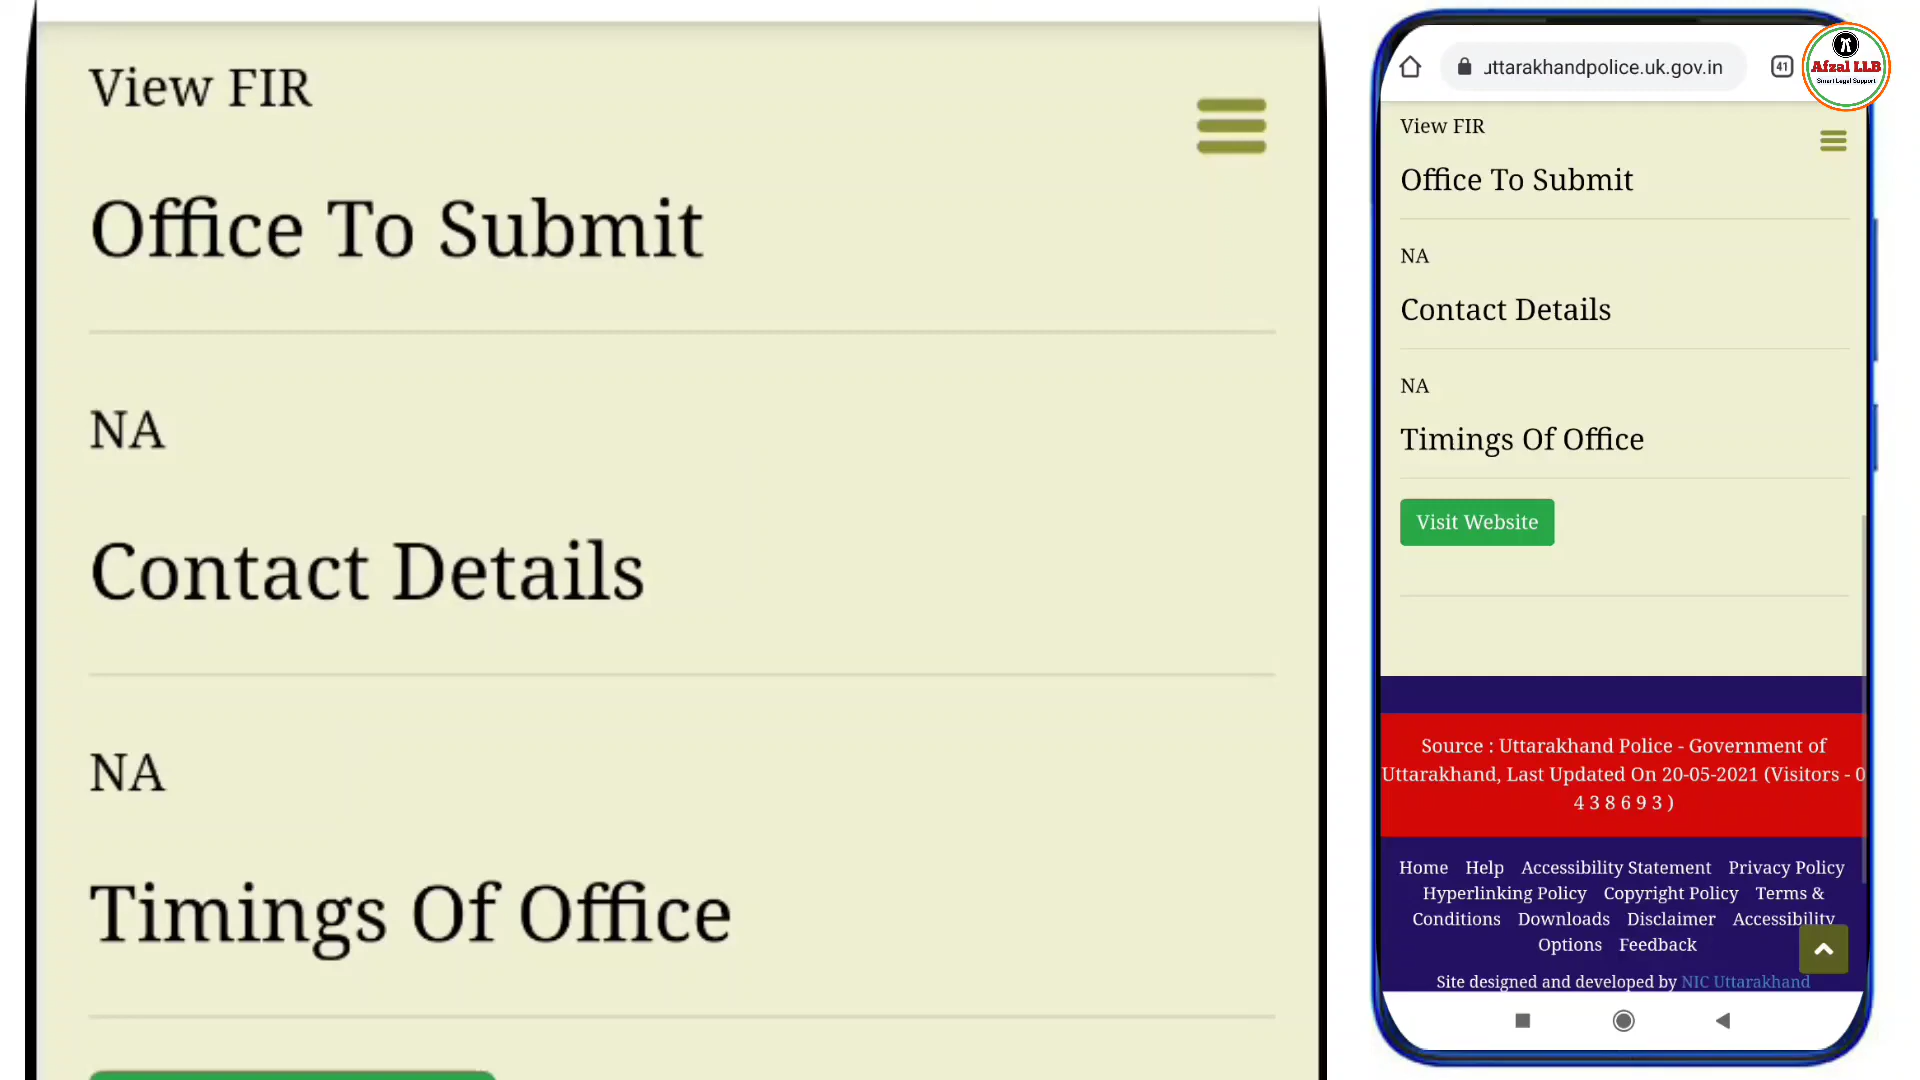 View FIR
Office To Submit
NA
Contact Details
NA
Timings Of Office
uttarakhandpolice.uk.gov.in
41
Afzal LLB
Smart Legal Support
View FIR
Office To Submit
NA
Contact Details
NA
Timings Of Office
Visit Website
Source : Uttarakhand Police - Government of
Uttarakhand, Last Updated On 20-05-2021 (Visitors - 0
4 3 8 6 9 3 )
Home Help Accessibility Statement Privacy Policy
Hyperlinking Policy Copyright Policy Terms &
Conditions Downloads Disclaimer Accessibility
Options Feedback
Site designed and developed by NIC Uttarakhand